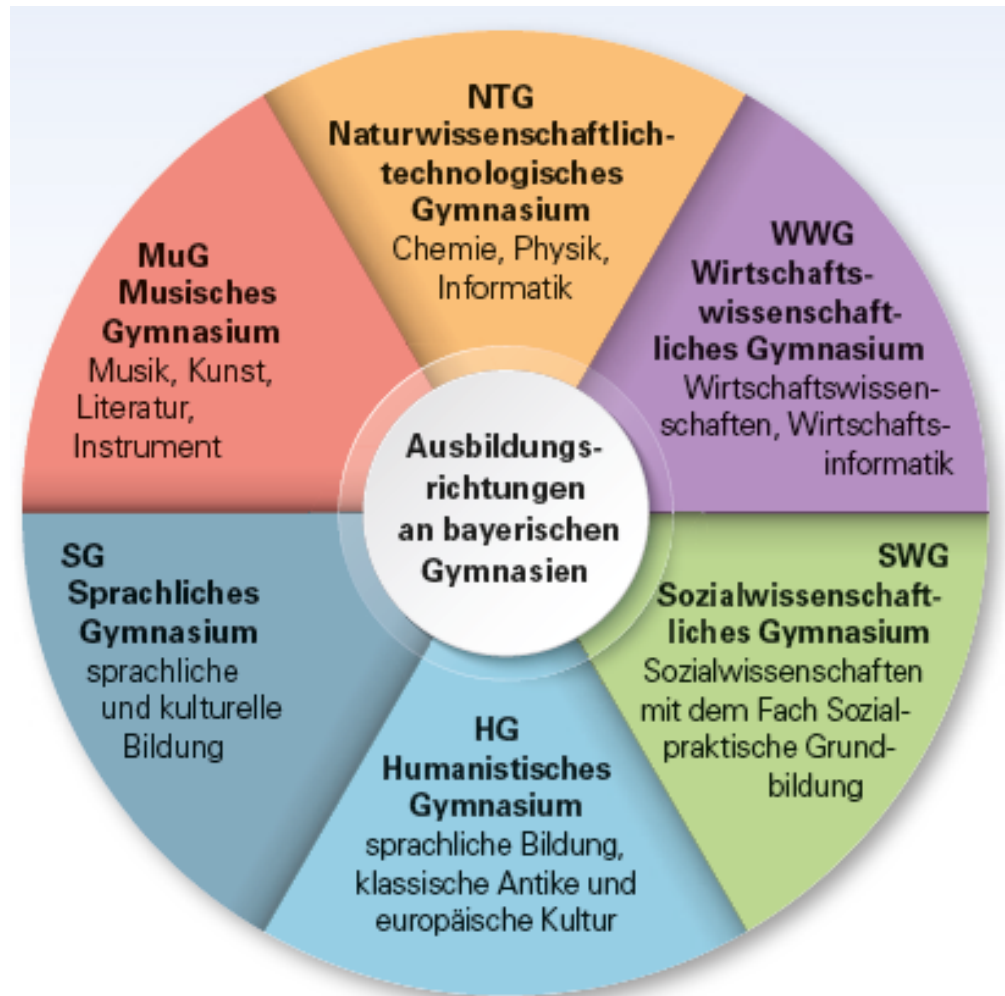 NTG
Naturwissenschaftlich-
technologisches
Gymnasium
Chemie, Physik,
Informatik
WWG
Wirtschafts-
wissenschaft-
liches Gymnasium
Wirtschaftswissen-
schaften, Wirtschafts-
informatik
SWG
Sozialwissenschaft-
liches Gymnasium
Sozialwissenschaften
mit dem Fach Sozial-
praktische Grund-
bildung
HG
Humanistisches
Gymnasium
sprachliche Bildung,
klassische Antike und
europäische Kultur
SG
Sprachliches
Gymnasium
sprachliche
und kulturelle
Bildung
MuG
Musisches
Gymnasium
Musik, Kunst,
Literatur,
Instrument
Ausbildungs-
richtungen
an bayerischen
Gymnasien